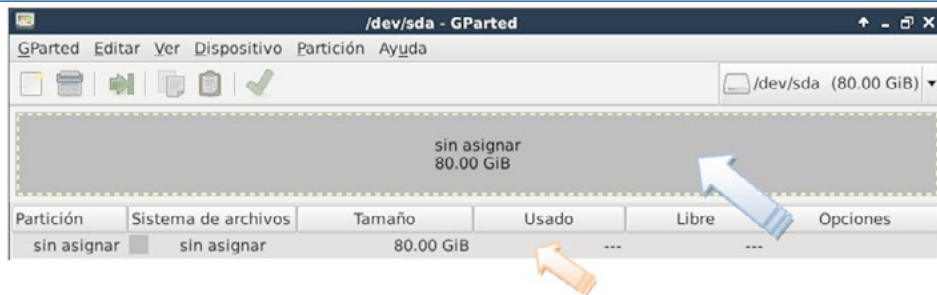 /dev/sda - GParted
GParted Editar Ver Dispositivo Partición Ayuda
/dev/sda (80.00 GiB)
sin asignar
80.00 GiB
Partición Sistema de archivos Tamaño Usado Libre Opciones
sin asignar sin asignar 80.00 GiB --- ---